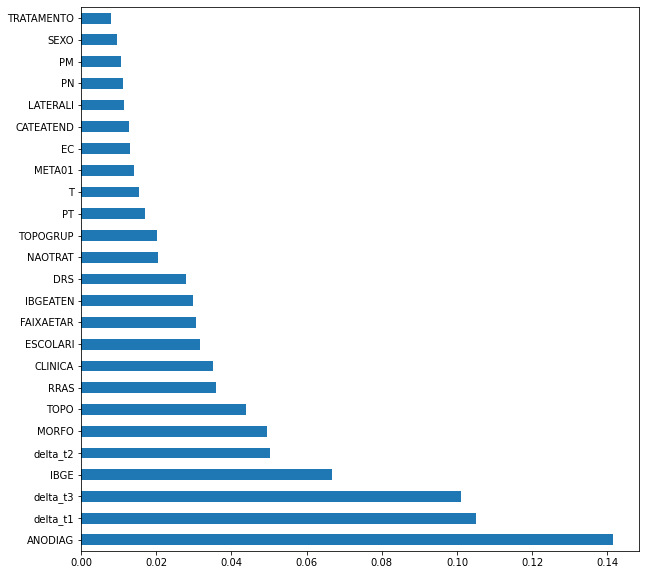 TRATAMENTO
SEXO
PM
PN
LATERALI
CATEATEND
EC
META01
T
PT
TOPOGRUP
NAOTRAT
DRS
IBGEATEN
FAIXAETAR
ESCOLARI
CLINICA
RRAS
TOPO
MORFO
delta_t2
IBGE
delta_t3
delta_t1
ANODIAG
0.00 0.02 0.04 0.06 0.08 0.10 0.12 0.14